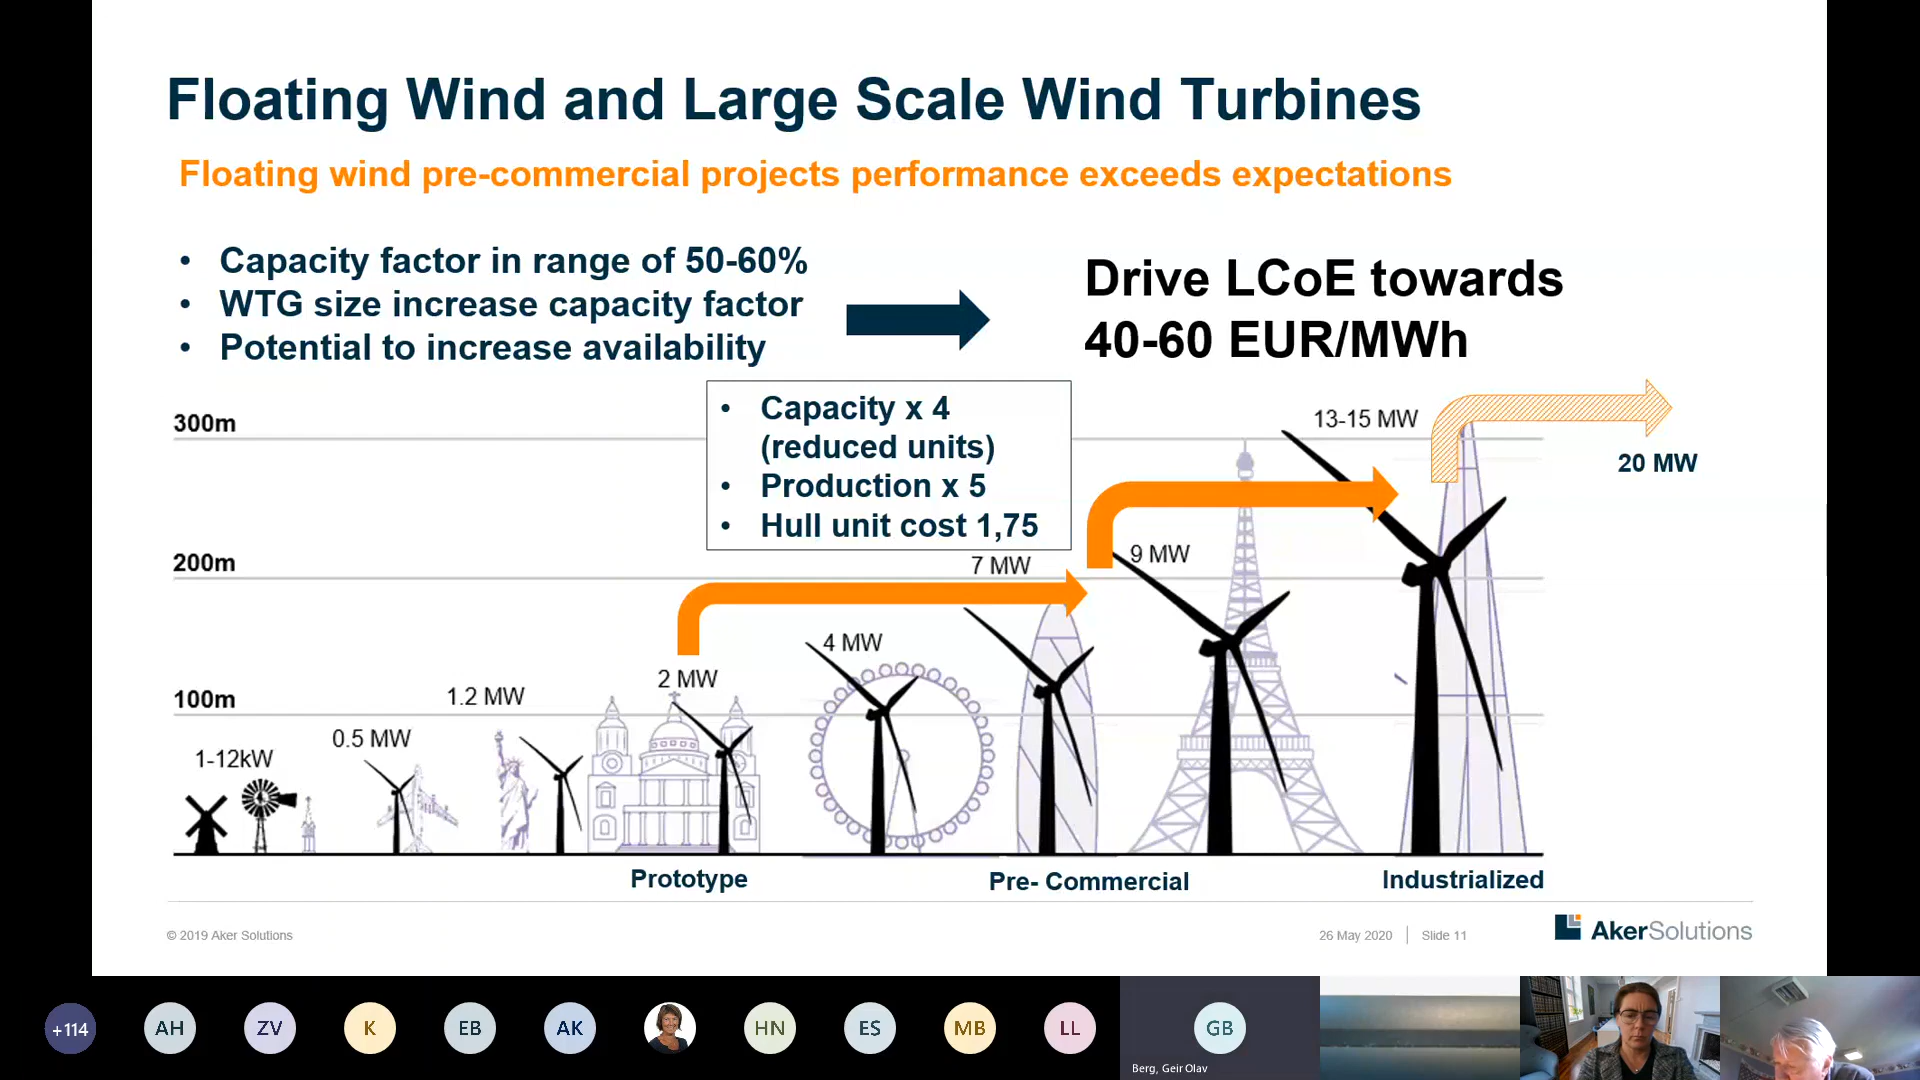 Floating Wind and Large Scale Wind Turbines
Floating wind pre-commercial projects performance exceeds expectations
• Capacity factor in range of 50-60%
• WTG size increase capacity factor
• Potential to increase availability
Drive LCoE towards
40-60 EUR/MWh
• Capacity x 4
(reduced units)
• Production x 5
• Hull unit cost 1,75
300m
200m
100m
1-12kW
0.5 MW
1.2 MW
2 MW
4 MW
7 MW
9 MW
13-15 MW
20 MW
Prototype
Pre- Commercial
Industrialized
© 2019 Aker Solutions
26 May 2020
Slide 11
AkerSolutions
+114
AH
ZV
K
EB
AK
HN
ES
MB
LL
GB
Berg, Geir Olav